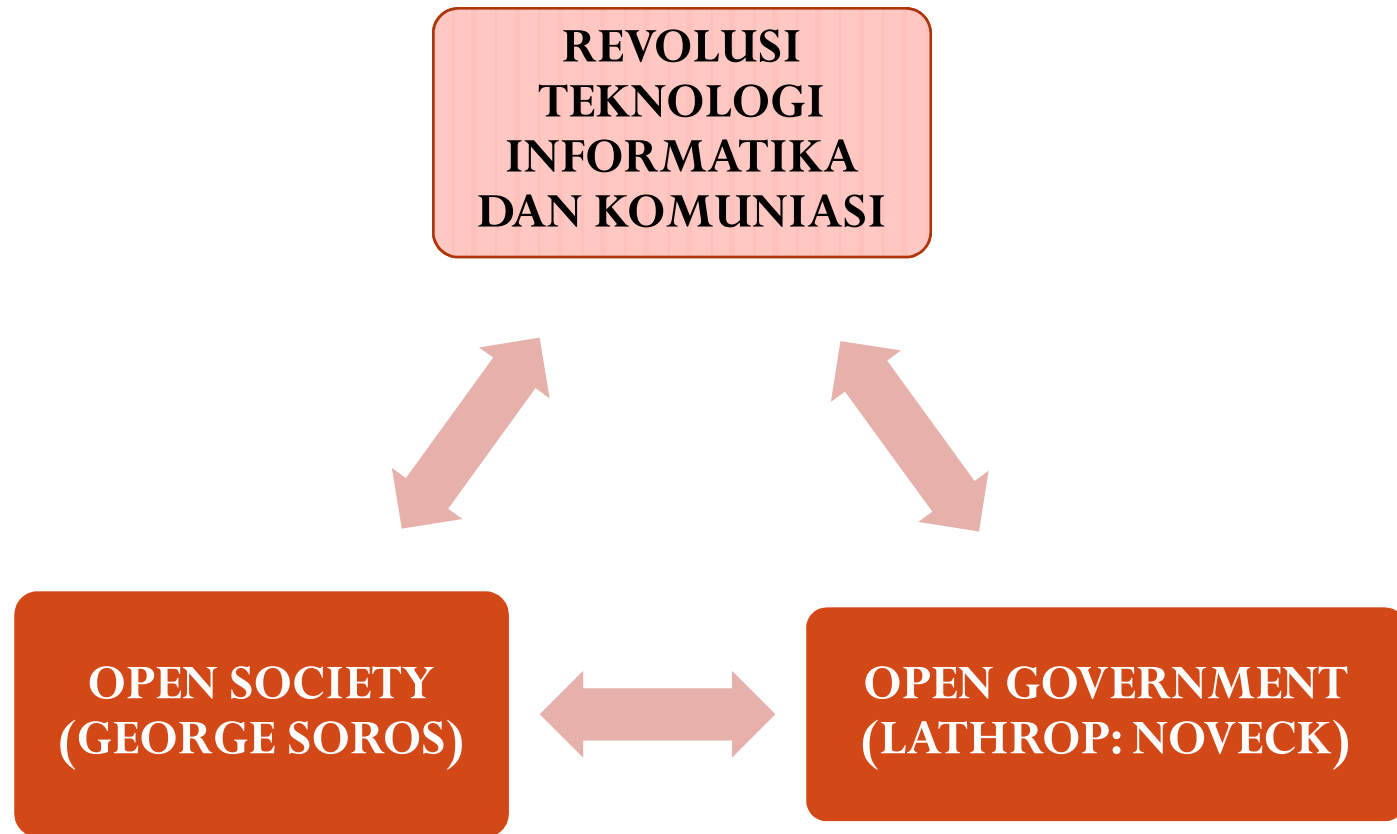 REVOLUSI
TEKNOLOGI
INFORMATIKA
DAN KOMUNIASI
OPEN SOCIETY
(GEORGE SOROS)
OPEN GOVERNMENT
(LATHROP: NOVECK)